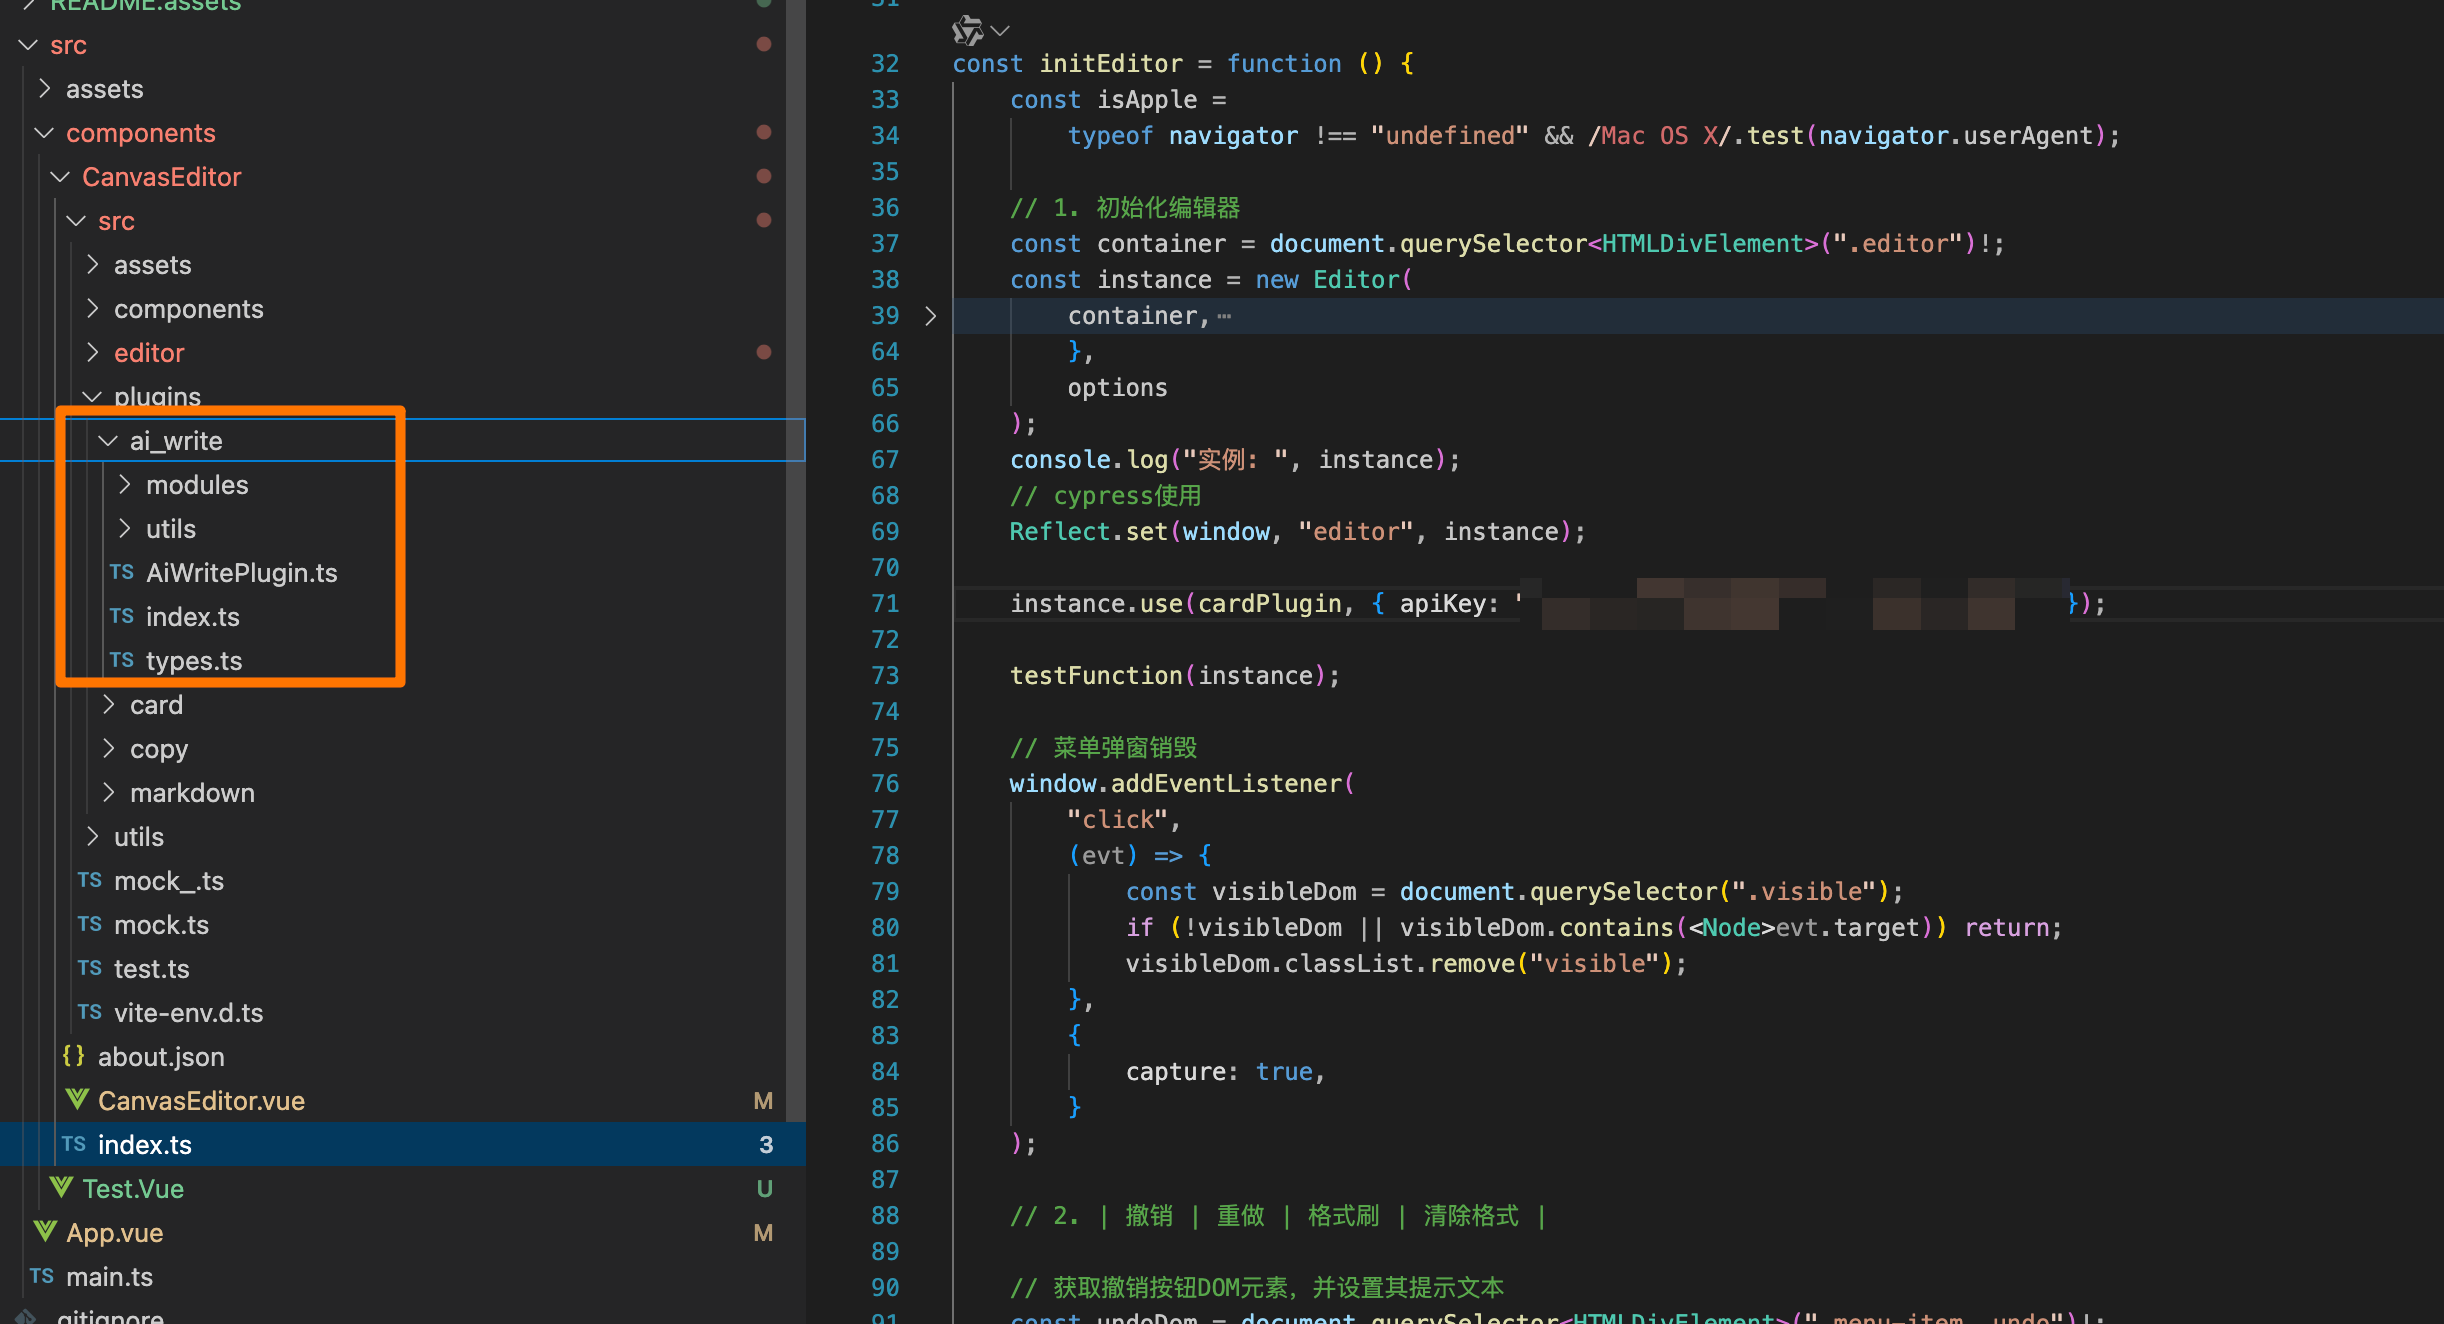 README.assets
src
assets
components
CanvasEditor
src
assets
components
editor
plugins
ai_write
modules
utils
TS AiWritePlugin.ts
TS index.ts
TS types.ts
card
copy
markdown
utils
TS mock_.ts
TS mock.ts
TS test.ts
TS vite-env.d.ts
{} about.json
CanvasEditor.vue M
TS index.ts 3
Test.Vue U
App.vue M
TS main.ts
.gitignore
31
32 const initEditor = function () {
33 const isApple =
34 typeof navigator !== "undefined" && /Mac OS X/.test(navigator.userAgent);
35
36 // 1. 初始化编辑器
37 const container = document.querySelector<HTMLDivElement>(".editor")!;
38 const instance = new Editor(
39 container,⋯
64 },
65 options
66 );
67 console.log("实例: ", instance);
68 // cypress使用
69 Reflect.set(window, "editor", instance);
70
71 instance.use(cardPlugin, { apiKey: " });
72
73 testFunction(instance);
74
75 // 菜单弹窗销毁
76 window.addEventListener(
77 "click",
78 (evt) => {
79 const visibleDom = document.querySelector(".visible");
80 if (!visibleDom || visibleDom.contains(<Node>evt.target)) return;
81 visibleDom.classList.remove("visible");
82 },
83 {
84 capture: true,
85 }
86 );
87
88 // 2. | 撤销 | 重做 | 格式刷 | 清除格式 |
89
90 // 获取撤销按钮DOM元素，并设置其提示文本
91 const undoDom = document.querySelector<HTMLDivElement>(".menu-item__undo")!;